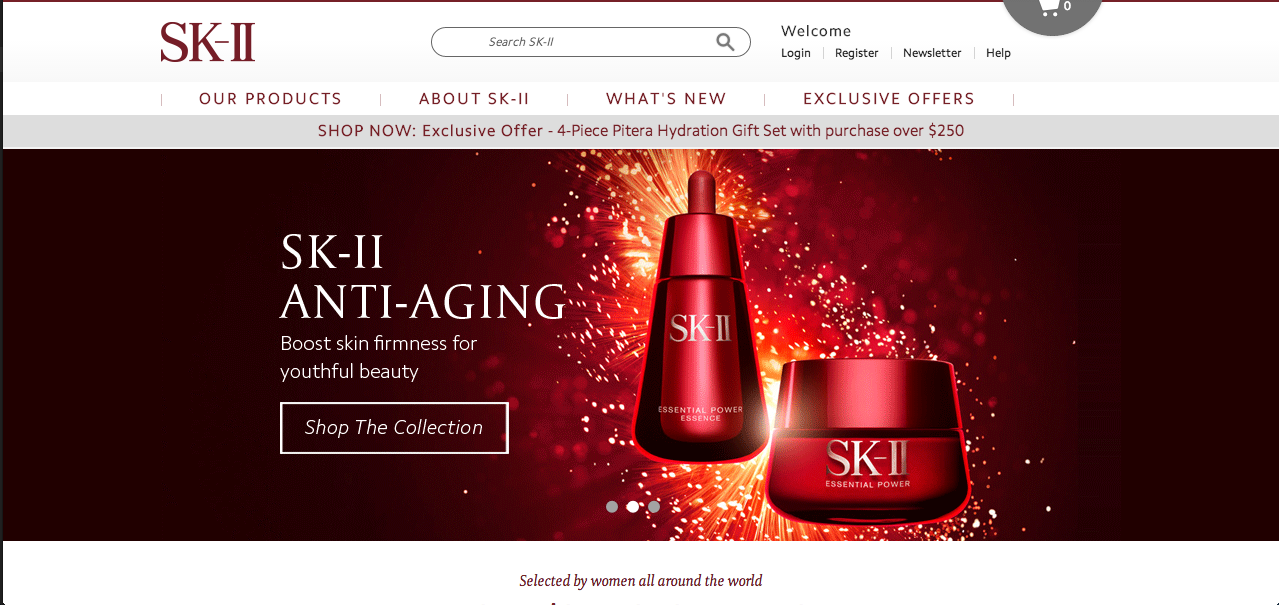 SK-II
Search SK-II
0
Welcome
Login
Register
Newsletter
Help
OUR PRODUCTS
ABOUT SK-II
WHAT'S NEW
EXCLUSIVE OFFERS
SHOP NOW: Exclusive Offer - 4-Piece Pitera Hydration Gift Set with purchase over $250
SK-II
ANTI-AGING
Boost skin firmness for
youthful beauty
Shop The Collection
SK-II
ESSENTIAL POWER
ESSENCE
SK-II
ESSENTIAL POWER
Selected by women all around the world